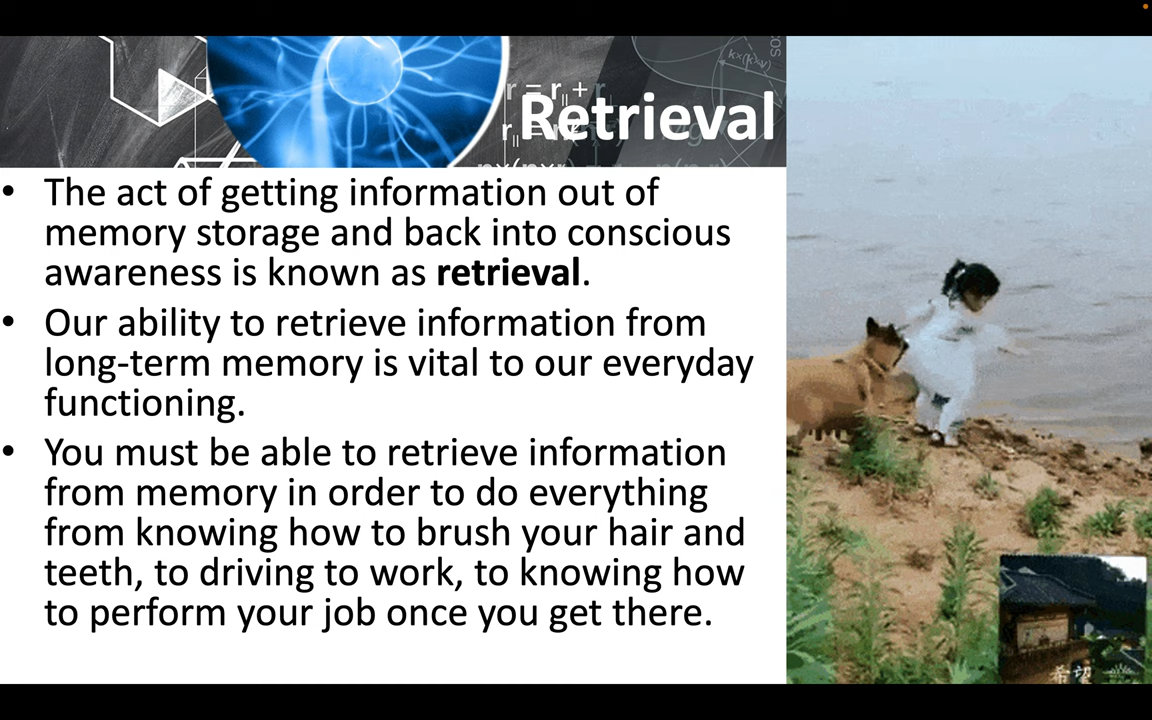 Retrieval
• The act of getting information out of
memory storage and back into conscious
awareness is known as retrieval.
• Our ability to retrieve information from
long-term memory is vital to our everyday
functioning.
• You must be able to retrieve information
from memory in order to do everything
from knowing how to brush your hair and
teeth, to driving to work, to knowing how
to perform your job once you get there.
希望